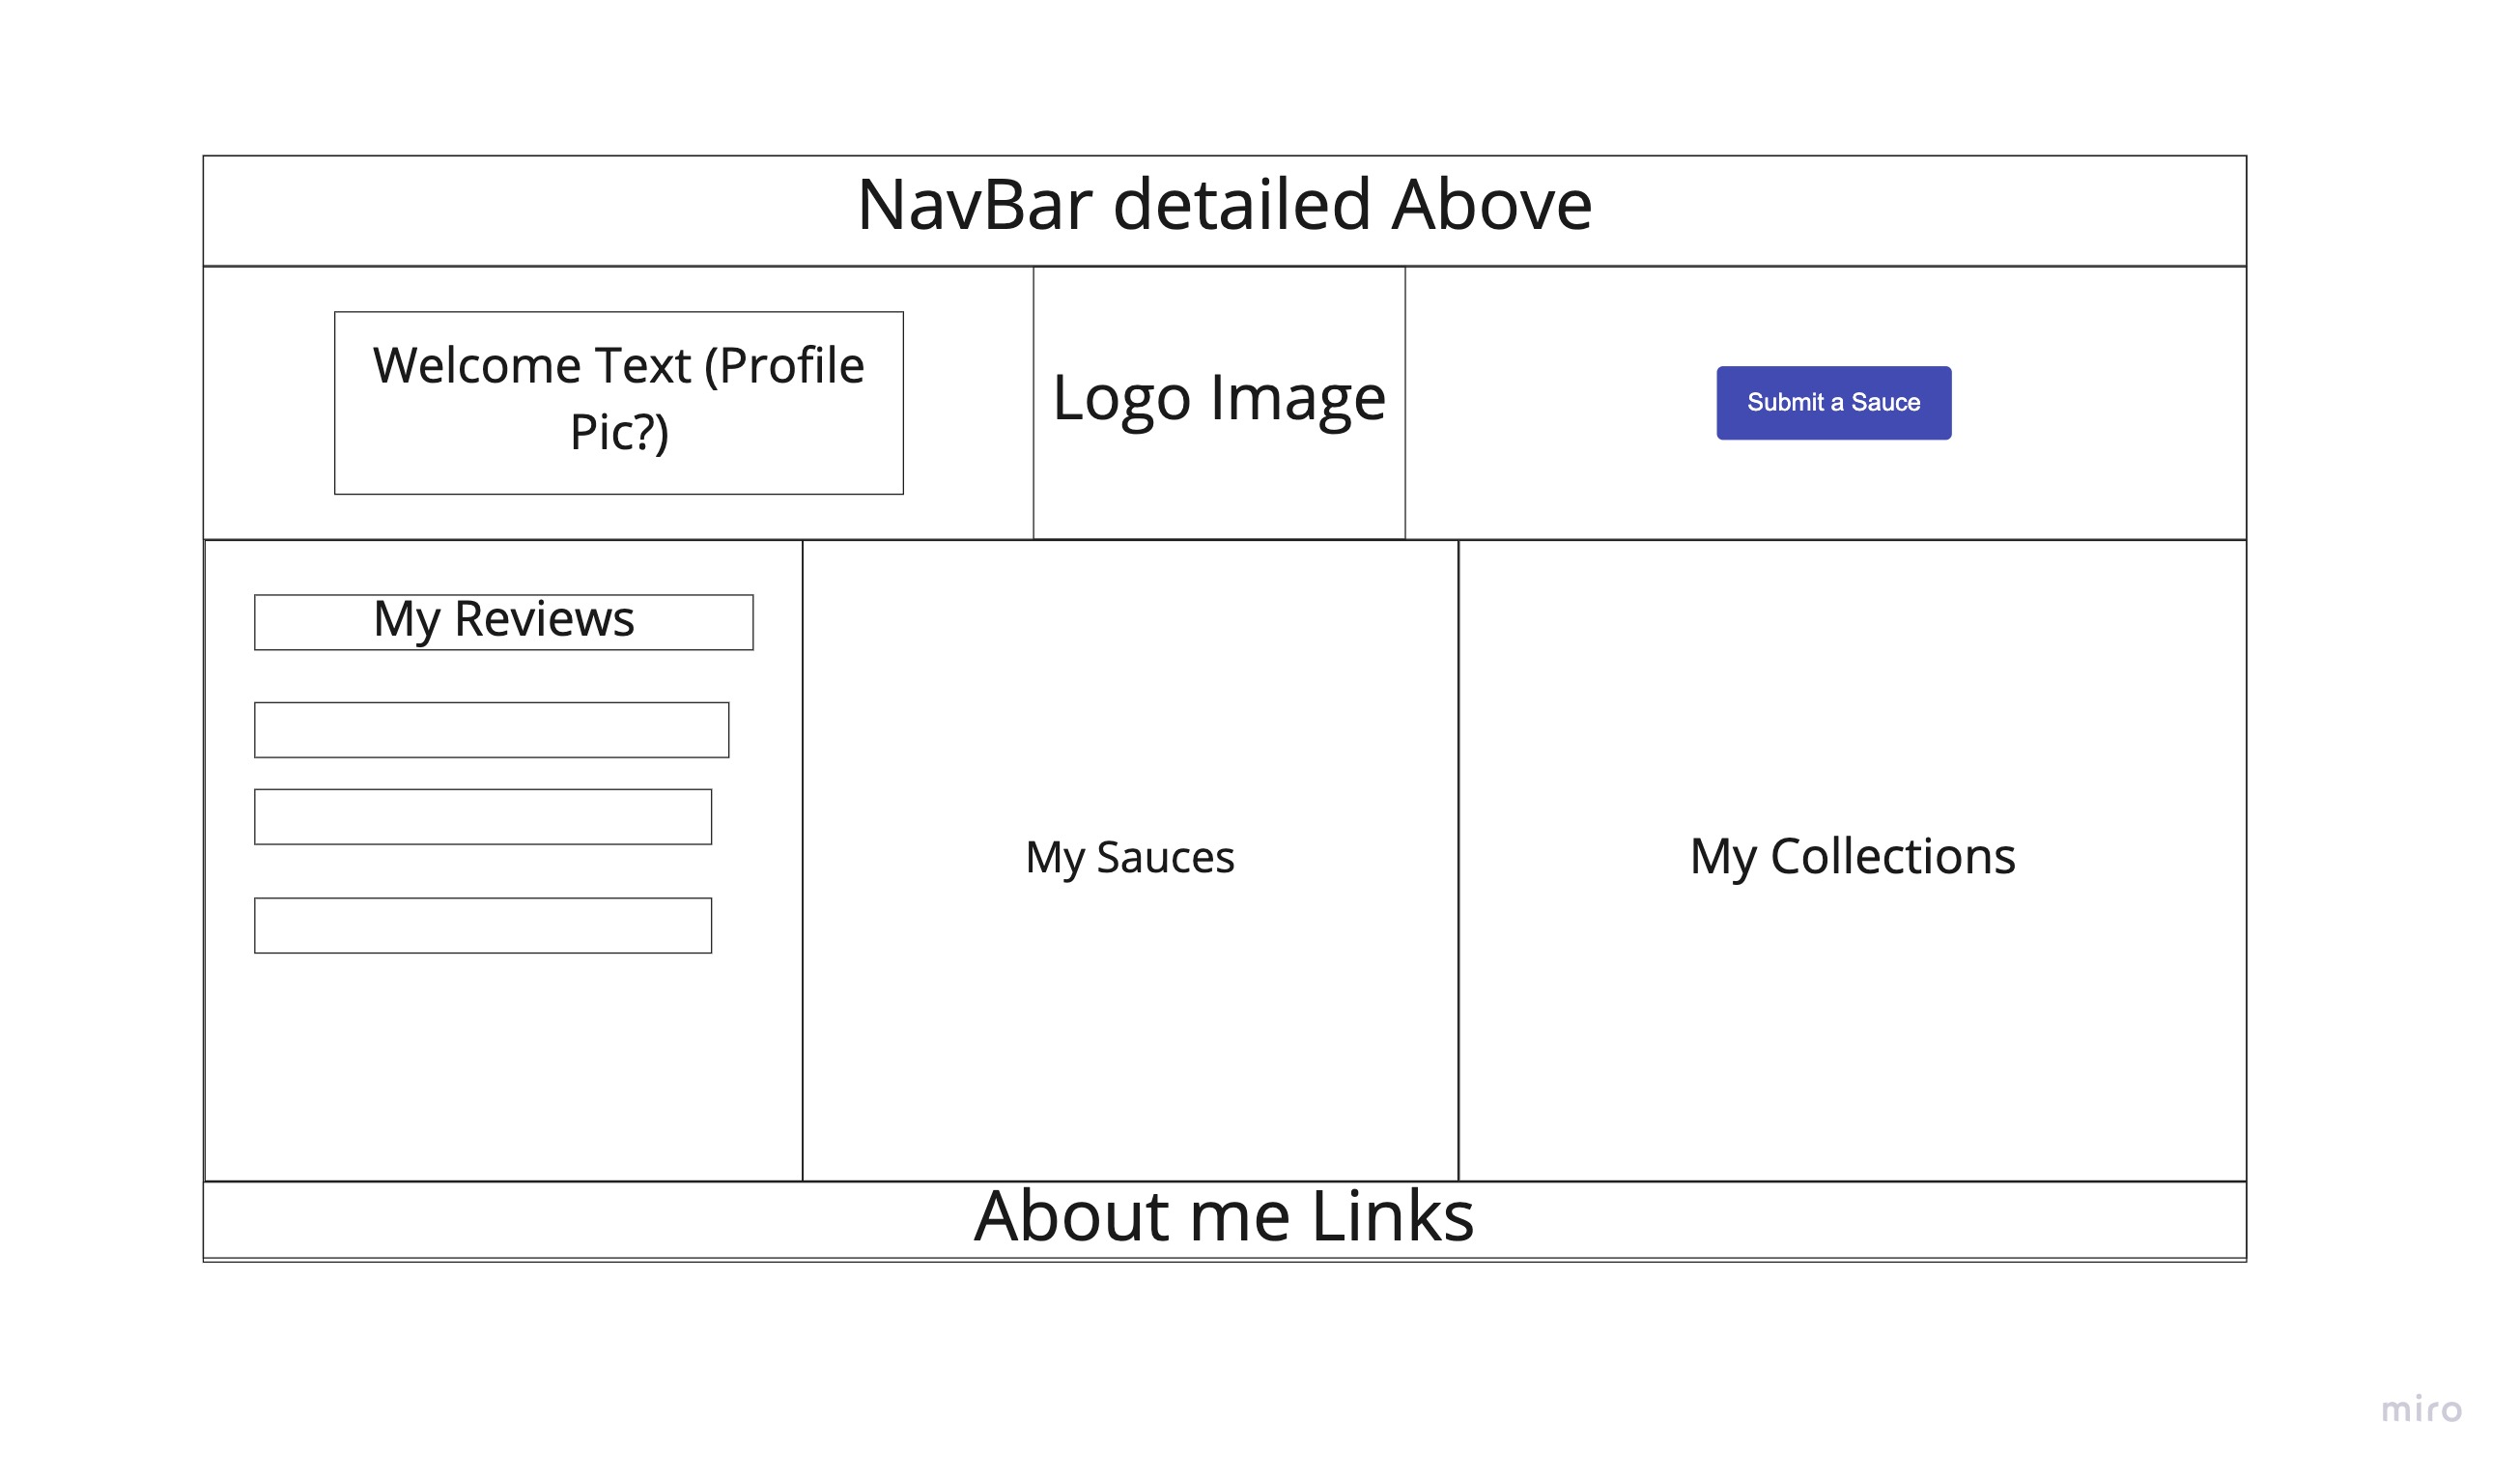 NavBar detailed Above
Welcome Text (Profile
Pic?)
Logo Image
Submit a Sauce
My Reviews
My Sauces
My Collections
About me Links
miro